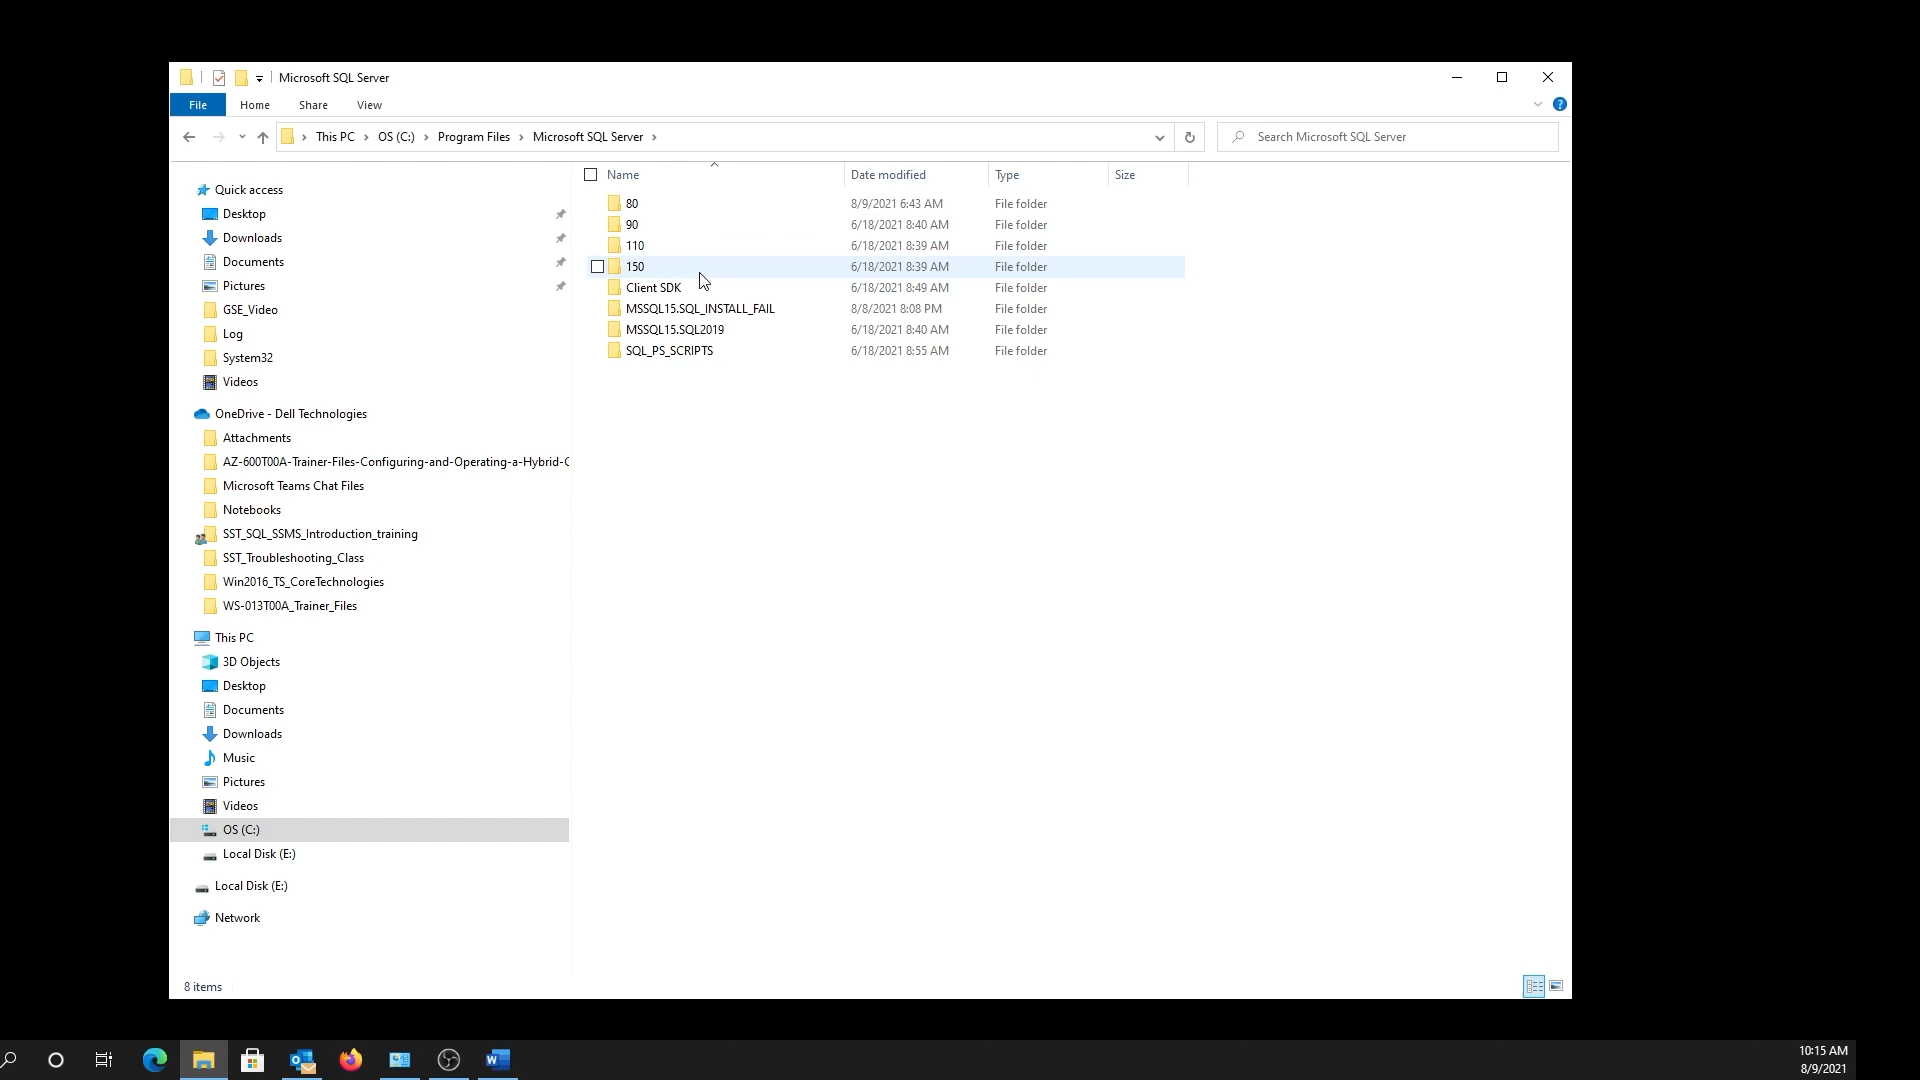 Microsoft SQL Server
File Home Share View
This PC OS (C:) Program Files Microsoft SQL Server
Search Microsoft SQL Server
Name Date modified Type Size
80 8/9/2021 6:43 AM File folder
90 6/18/2021 8:40 AM File folder
110 6/18/2021 8:39 AM File folder
150 6/18/2021 8:39 AM File folder
Client SDK 6/18/2021 8:49 AM File folder
MSSQL15.SQL_INSTALL_FAIL 8/8/2021 8:08 PM File folder
MSSQL15.SQL2019 6/18/2021 8:40 AM File folder
SQL_PS_SCRIPTS 6/18/2021 8:55 AM File folder
Quick access
Desktop
Downloads
Documents
Pictures
GSE_Video
Log
System32
Videos
OneDrive - Dell Technologies
Attachments
AZ-600T00A-Trainer-Files-Configuring-and-Operating-a-Hybrid-C
Microsoft Teams Chat Files
Notebooks
SST_SQL_SSMS_Introduction_training
SST_Troubleshooting_Class
Win2016_TS_CoreTechnologies
WS-013T00A_Trainer_Files
This PC
3D Objects
Desktop
Documents
Downloads
Music
Pictures
Videos
OS (C:)
Local Disk (E:)
Local Disk (E:)
Network
8 items
10:15 AM
8/9/2021